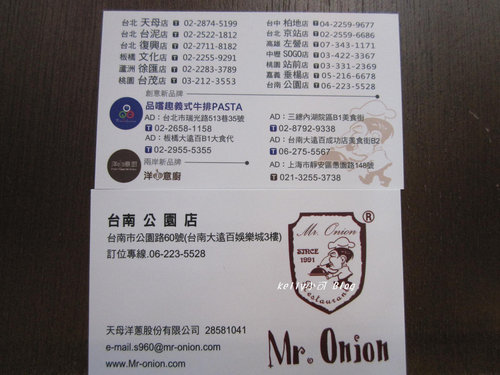 台北 天母店 ☎ 02-2874-5199
台北 台泥店 ☎ 02-2522-1812
台北 復興店 ☎ 02-2711-8182
板橋 文化店 ☎ 02-2255-9291
蘆洲 徐匯店 ☎ 02-2283-3789
桃園 台茂店 ☎ 03-212-3553
台中 柏地店 ☎ 04-2259-9677
台北 京站店 ☎ 02-2559-6686
高雄 左營店 ☎ 07-343-1171
中壢 SOGO店 ☎ 03-422-3367
桃園 站前店 ☎ 03-331-2369
嘉義 垂楊店 ☎ 05-216-6678
台南 公園店 ☎ 06-223-5528
創意新品牌
品嚐趣義式牛排PASTA
AD：台北市瑞光路513巷35號
☎ 02-2658-1158
AD：板橋大遠百B1大食代
☎ 02-2955-5355
AD：三總內湖院區B1美食街
☎ 02-8792-9338
AD：台南大遠百成功店美食街B2
☎ 06-275-5567
兩岸新品牌
意廚
AD：上海市靜安區愚園路148號
☎ 021-3255-3738
台南 公園店
台南市公園路60號(台南大遠百娛樂城3樓)
訂位專線.06-223-5528
天母洋蔥股份有限公司 28581041
e-mail.s960@mr-onion.com
www.Mr-onion.com
®
Mr. Onion
SINCE
1991
Restaurant
Mr. Onion
kelly小可 Blog